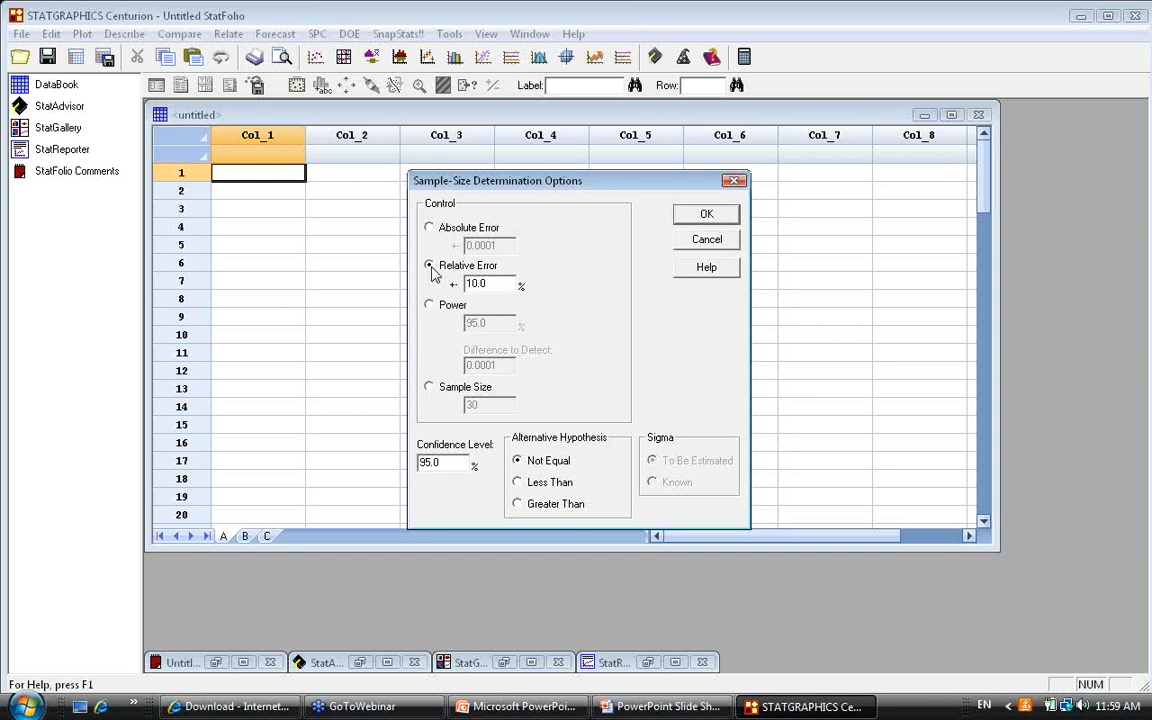 STATGRAPHICS Centurion - Untitled StatFolio
File Edit Plot Describe Compare Relate Forecast SPC DOE SnapStats!! Tools View Window Help
Label: Row:
DataBook
StatAdvisor
StatGallery
StatReporter
StatFolio Comments
<untitled>
Col_1 Col_2 Col_3 Col_4 Col_5 Col_6 Col_7 Col_8
1
2
3
4
5
6
7
8
9
10
11
12
13
14
15
16
17
18
19
20
A B C
Sample-Size Determination Options
Control
Absolute Error
+- 0.0001
Relative Error
+- 10.0 %
Power
95.0 %
Difference to Detect:
0.0001
Sample Size
30
OK
Cancel
Help
Confidence Level:
95.0 %
Alternative Hypothesis
Not Equal
Less Than
Greater Than
Sigma
To Be Estimated
Known
Untitl... StatA... StatG... StatR...
For Help, press F1
NUM
Download - Internet... GoToWebinar Microsoft PowerPoi... PowerPoint Slide Sh... STATGRAPHICS Ce... EN 11:59 AM